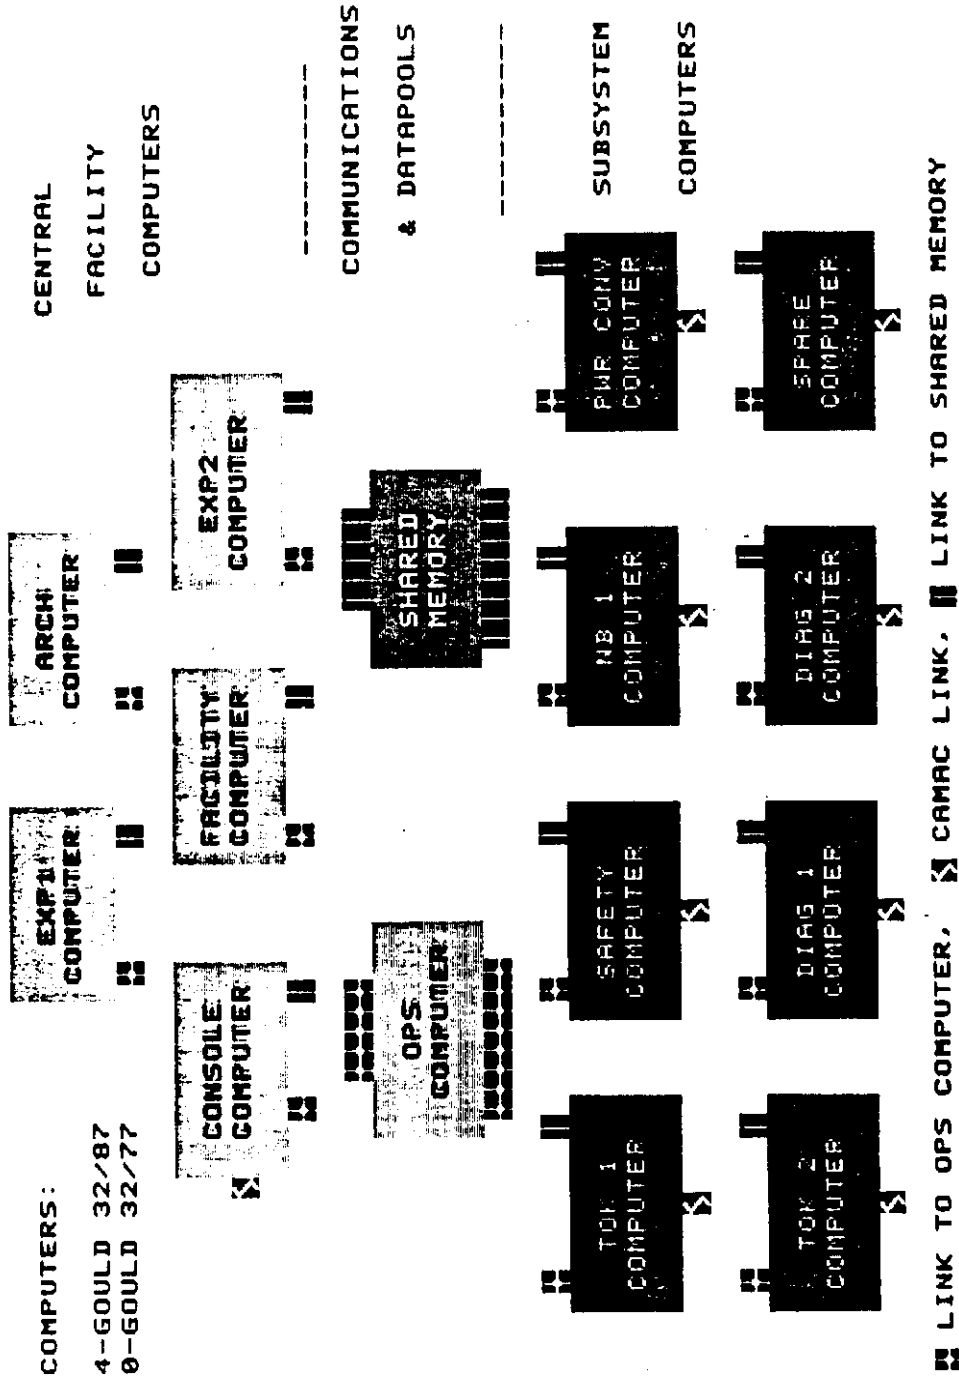 COMPUTERS:
4-GOULD 32/87
0-GOULD 32/77
CENTRAL
FACILITY
COMPUTERS
EXP1
COMPUTER
ARCH
COMPUTER
CONSOLE
COMPUTER
FACILITY
COMPUTER
EXP2
COMPUTER
----------
COMMUNICATIONS
& DATAPOOLS
----------
OPS
COMPUTER
SHARED
MEMORY
SUBSYSTEM
COMPUTERS
TOK 1
COMPUTER
SAFETY
COMPUTER
NB 1
COMPUTER
PWR CONV
COMPUTER
TOK 2
COMPUTER
DIAG 1
COMPUTER
DIAG 2
COMPUTER
SPARE
COMPUTER
LINK TO OPS COMPUTER, CAMAC LINK, LINK TO SHARED MEMORY